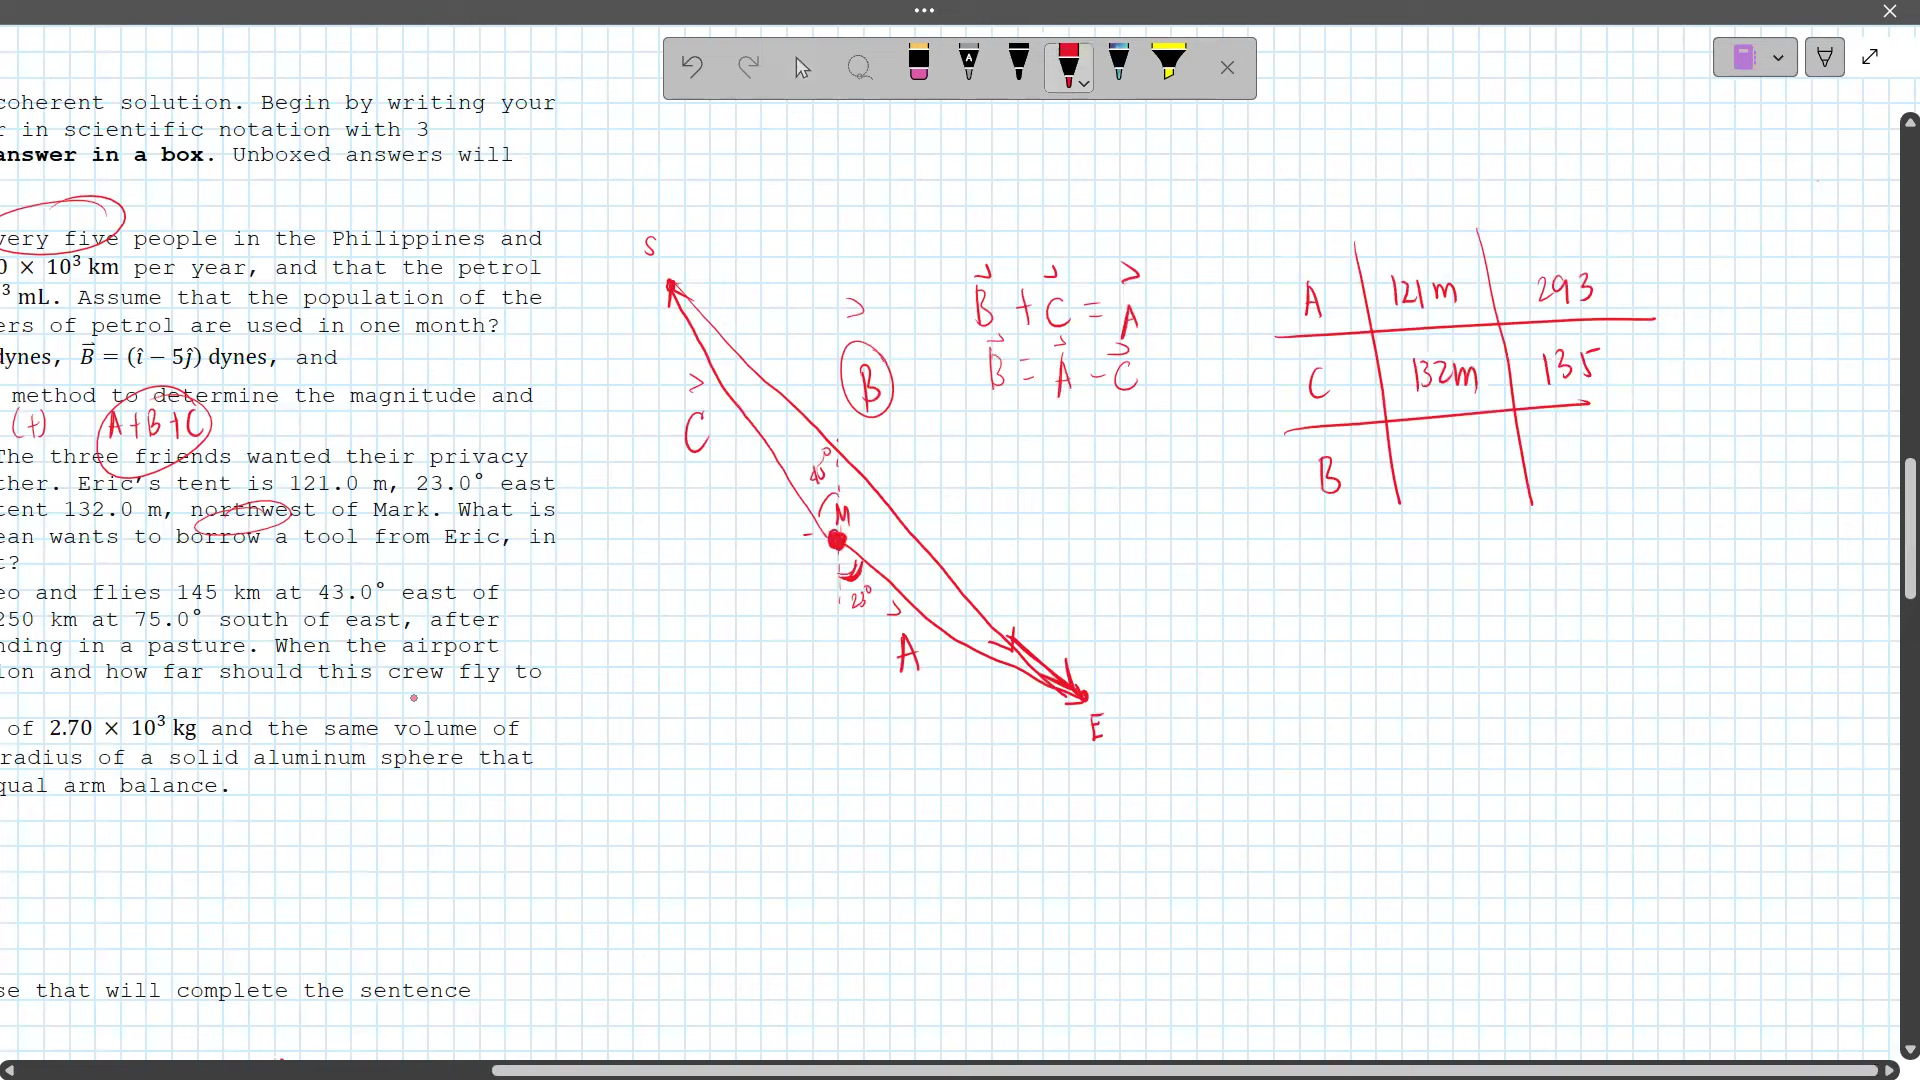 coherent solution. Begin by writing your
r in scientific notation with 3
answer in a box. Unboxed answers will
very five people in the Philippines and
0 × 10³ km per year, and that the petrol
³ mL. Assume that the population of the
ers of petrol are used in one month?
dynes, B⃗ = (î − 5ĵ) dynes, and
method to determine the magnitude and
(+) A+B+C
The three friends wanted their privacy
ther. Eric's tent is 121.0 m, 23.0° east
tent 132.0 m, northwest of Mark. What is
ean wants to borrow a tool from Eric, in
t?
eo and flies 145 km at 43.0° east of
250 km at 75.0° south of east, after
nding in a pasture. When the airport
ion and how far should this crew fly to
of 2.70 × 10³ kg and the same volume of
radius of a solid aluminum sphere that
qual arm balance.
se that will complete the sentence
S
C
B
M
23°
A
E
B⃗ + C⃗ = A⃗
B⃗ = A⃗ − C⃗
A 121m 293
C 132m 135
B